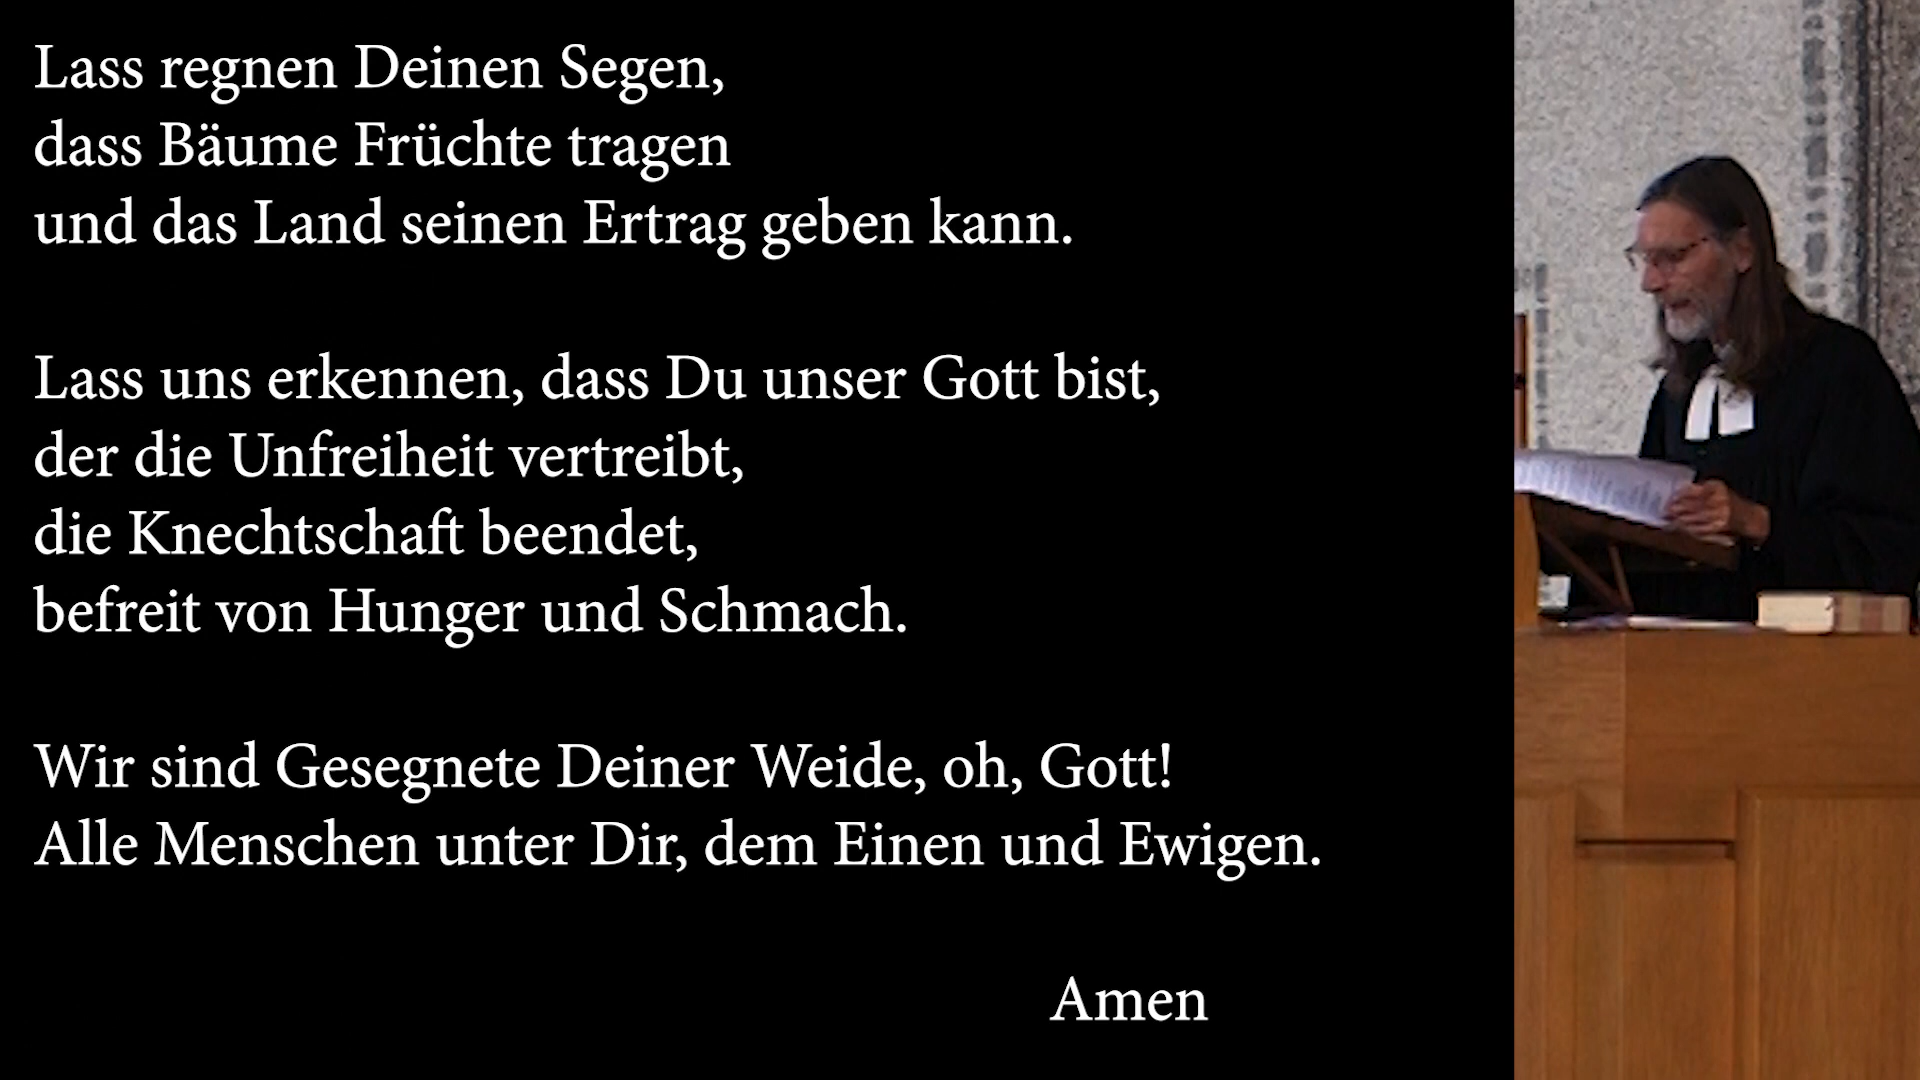 Lass regnen Deinen Segen,
dass Bäume Früchte tragen
und das Land seinen Ertrag geben kann.
Lass uns erkennen, dass Du unser Gott bist,
der die Unfreiheit vertreibt,
die Knechtschaft beendet,
befreit von Hunger und Schmach.
Wir sind Gesegnete Deiner Weide, oh, Gott!
Alle Menschen unter Dir, dem Einen und Ewigen.
Amen